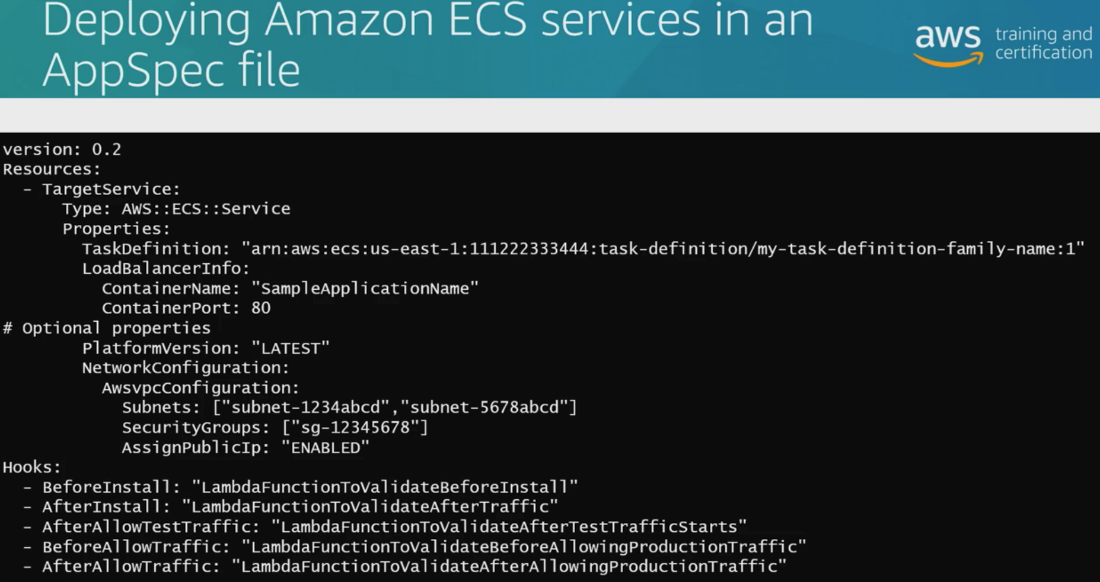 Deploying Amazon ECS services in an
AppSpec file
aws training and
certification
version: 0.2
Resources:
  - TargetService:
      Type: AWS::ECS::Service
      Properties:
        TaskDefinition: "arn:aws:ecs:us-east-1:111222333444:task-definition/my-task-definition-family-name:1"
        LoadBalancerInfo:
          ContainerName: "SampleApplicationName"
          ContainerPort: 80
# Optional properties
        PlatformVersion: "LATEST"
        NetworkConfiguration:
          AwsvpcConfiguration:
            Subnets: ["subnet-1234abcd","subnet-5678abcd"]
            SecurityGroups: ["sg-12345678"]
            AssignPublicIp: "ENABLED"
Hooks:
  - BeforeInstall: "LambdaFunctionToValidateBeforeInstall"
  - AfterInstall: "LambdaFunctionToValidateAfterTraffic"
  - AfterAllowTestTraffic: "LambdaFunctionToValidateAfterTestTrafficStarts"
  - BeforeAllowTraffic: "LambdaFunctionToValidateBeforeAllowingProductionTraffic"
  - AfterAllowTraffic: "LambdaFunctionToValidateAfterAllowingProductionTraffic"